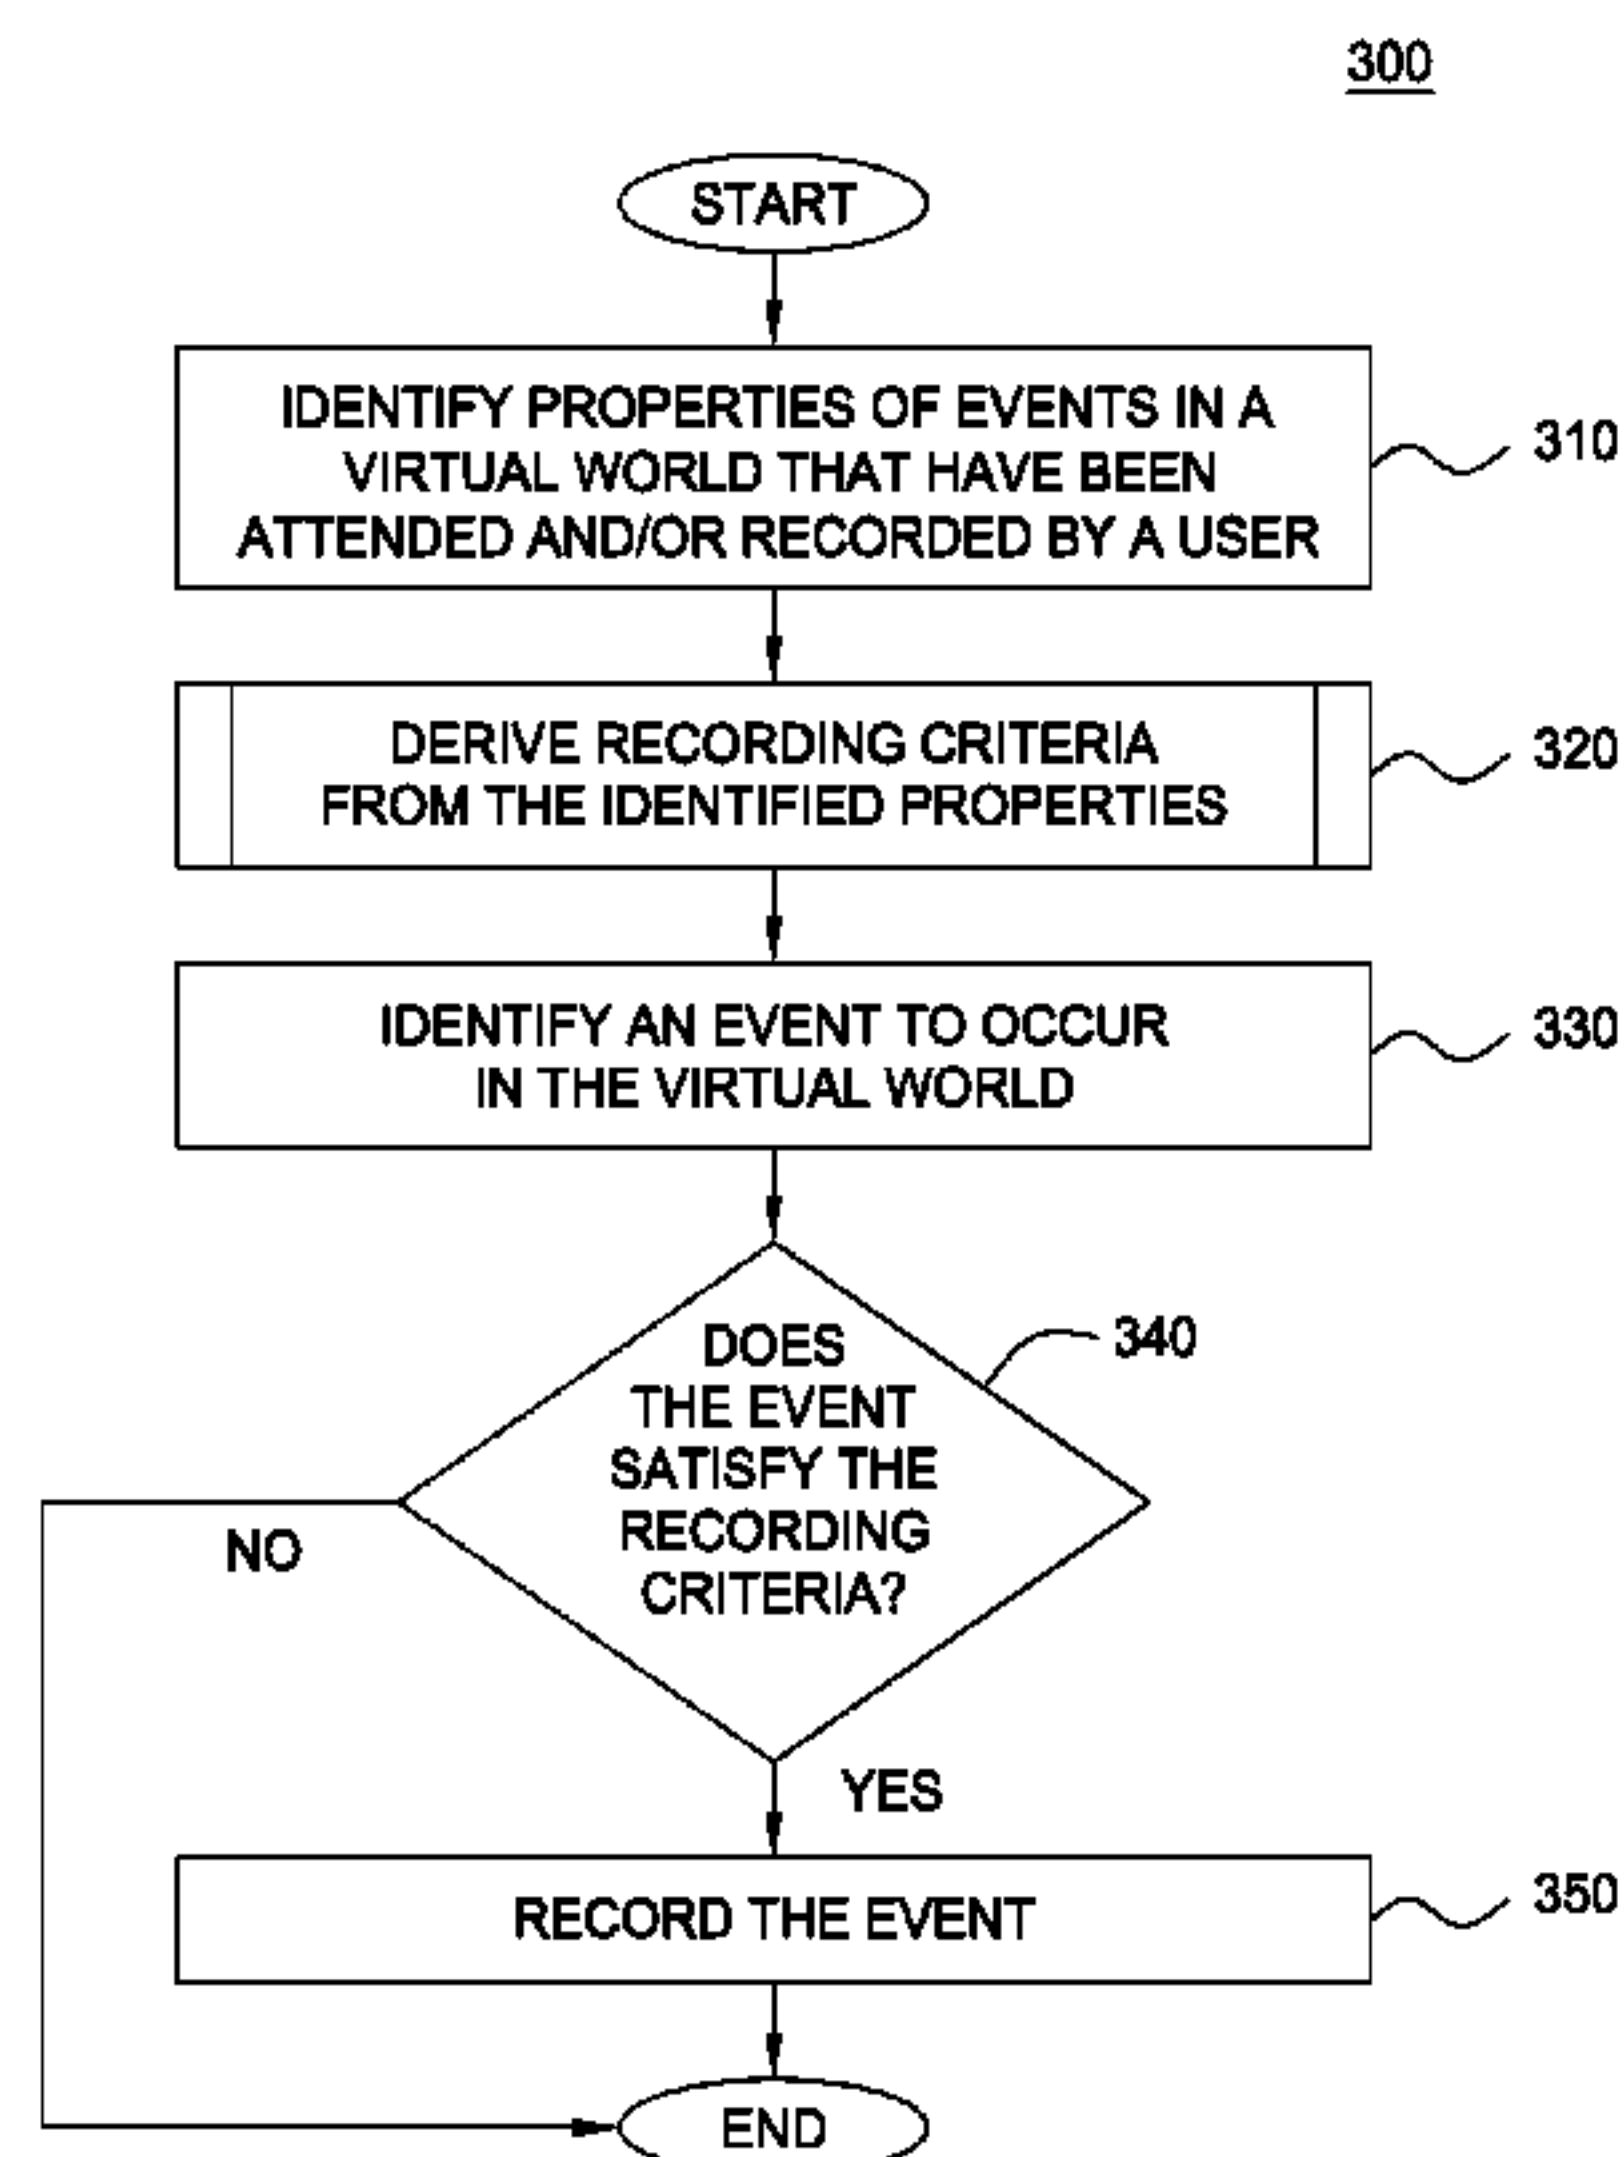 300
START
IDENTIFY PROPERTIES OF EVENTS IN A
VIRTUAL WORLD THAT HAVE BEEN
ATTENDED AND/OR RECORDED BY A USER
310
DERIVE RECORDING CRITERIA
FROM THE IDENTIFIED PROPERTIES
320
IDENTIFY AN EVENT TO OCCUR
IN THE VIRTUAL WORLD
330
DOES
THE EVENT
SATISFY THE
RECORDING
CRITERIA?
340
NO
YES
RECORD THE EVENT
350
END